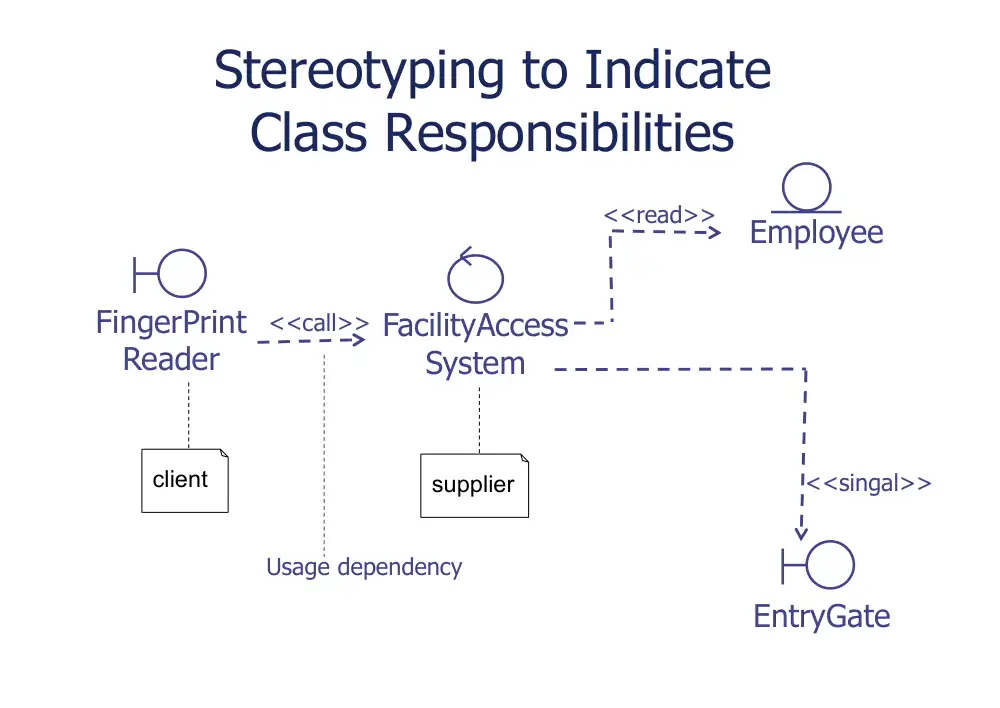 Stereotyping to Indicate
Class Responsibilities
<<read>>
Employee
FingerPrint
Reader
<<call>>
FacilityAccess
System
client
supplier
<<singal>>
Usage dependency
EntryGate